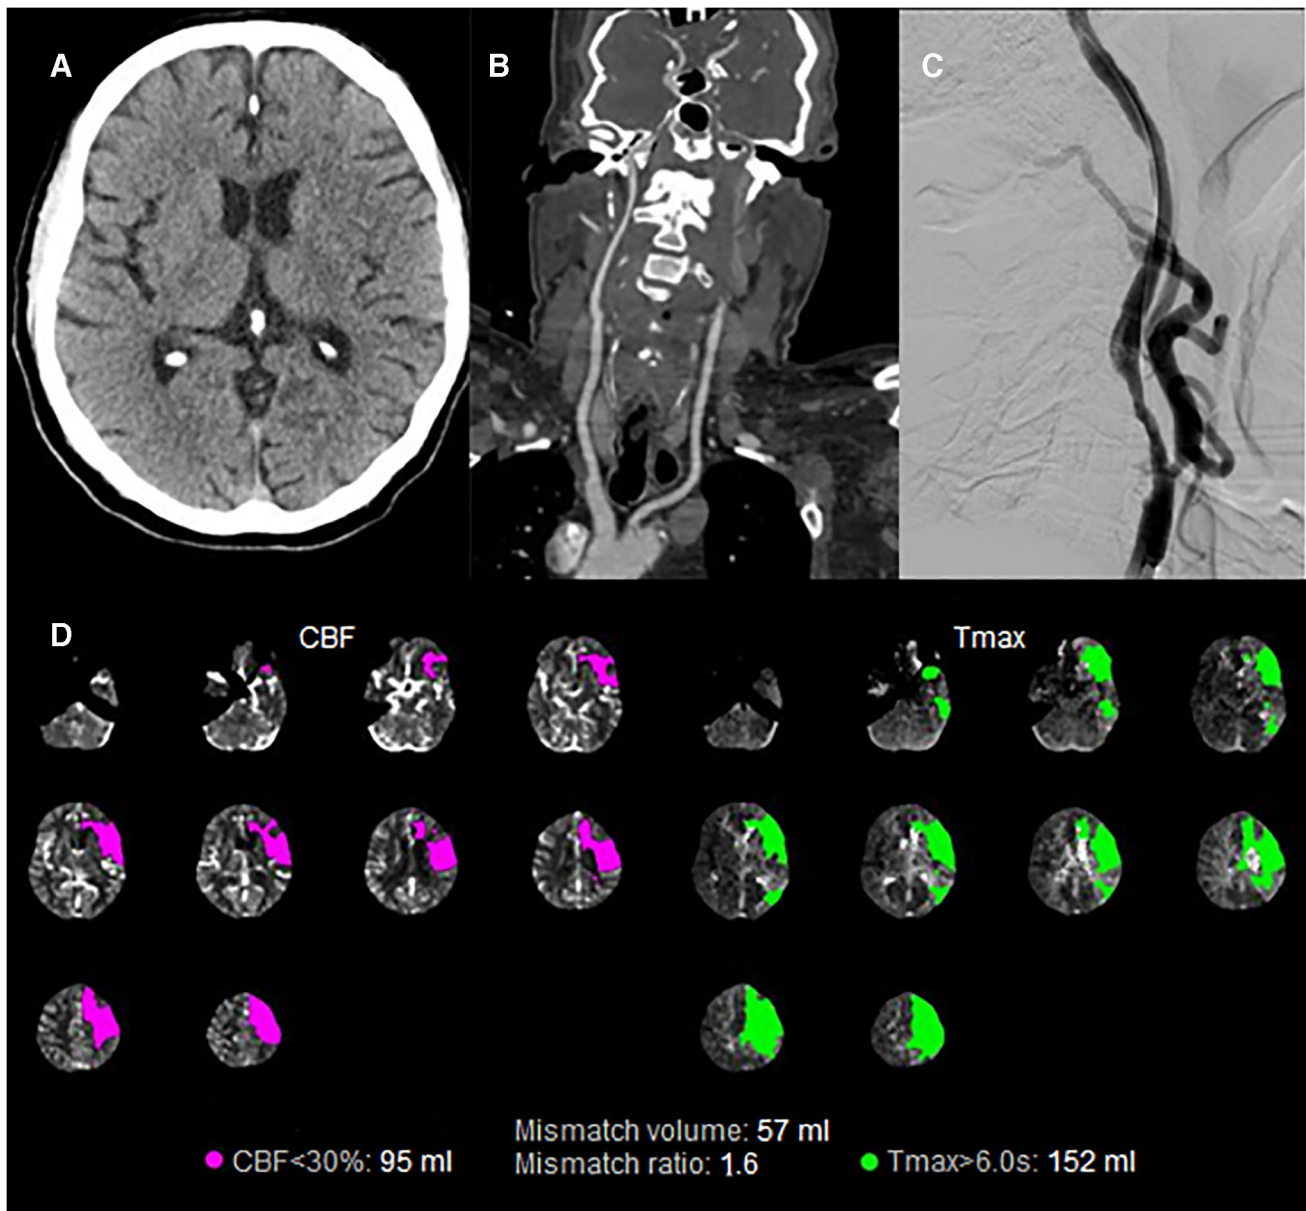 A
B
C
D
CBF
Tmax
Mismatch volume: 57 ml
CBF<30%: 95 ml
Mismatch ratio: 1.6
Tmax>6.0s: 152 ml